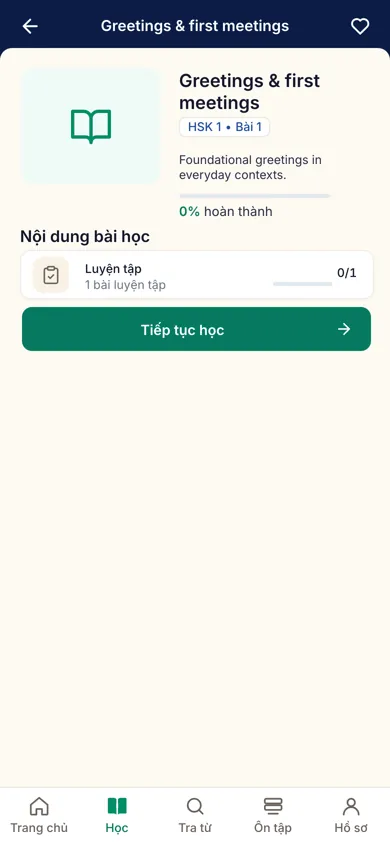 Greetings & first meetings
Greetings & first
meetings
HSK 1 • Bài 1
Foundational greetings in
everyday contexts.
0% hoàn thành
Nội dung bài học
Luyện tập
1 bài luyện tập
0/1
Tiếp tục học
Trang chủ
Học
Tra từ
Ôn tập
Hồ sơ